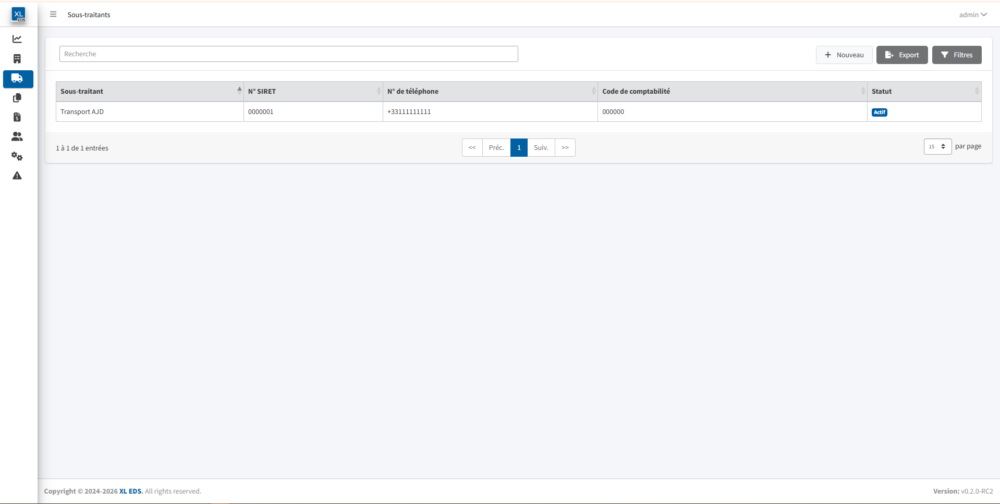 XL
EDS
Sous-traitants
admin
Recherche
Nouveau
Export
Filtres
Sous-traitant N° SIRET N° de téléphone Code de comptabilité Statut
Transport AJD 0000001 +33111111111 000000 Actif
1 à 1 de 1 entrées
<< Préc. 1 Suiv. >>
15 par page
Copyright © 2024-2026 XL EDS. All rights reserved.
Version: v0.2.0-RC2